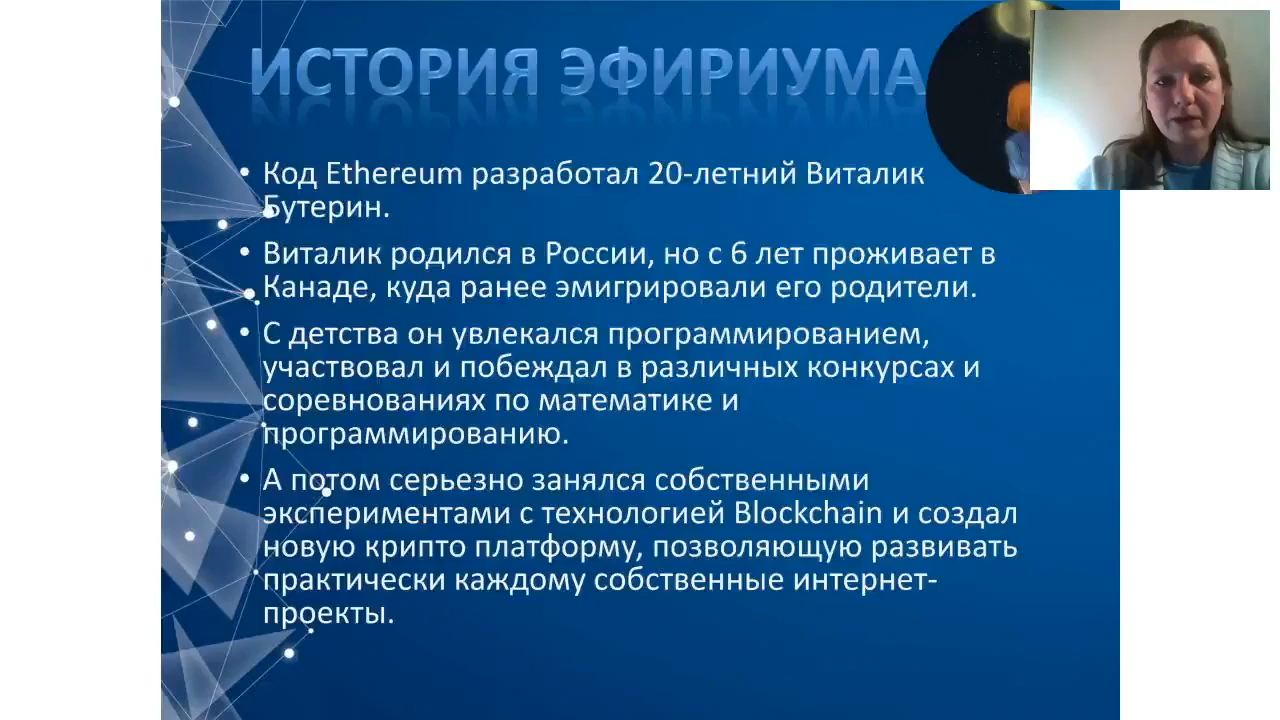 ИСТОРИЯ ЭФИРИУМА
• Код Ethereum разработал 20-летний Виталик
Бутерин.
• Виталик родился в России, но с 6 лет проживает в
Канаде, куда ранее эмигрировали его родители.
• С детства он увлекался программированием,
участвовал и побеждал в различных конкурсах и
соревнованиях по математике и
программированию.
• А потом серьезно занялся собственными
экспериментами с технологией Blockchain и создал
новую крипто платформу, позволяющую развивать
практически каждому собственные интернет-
проекты.